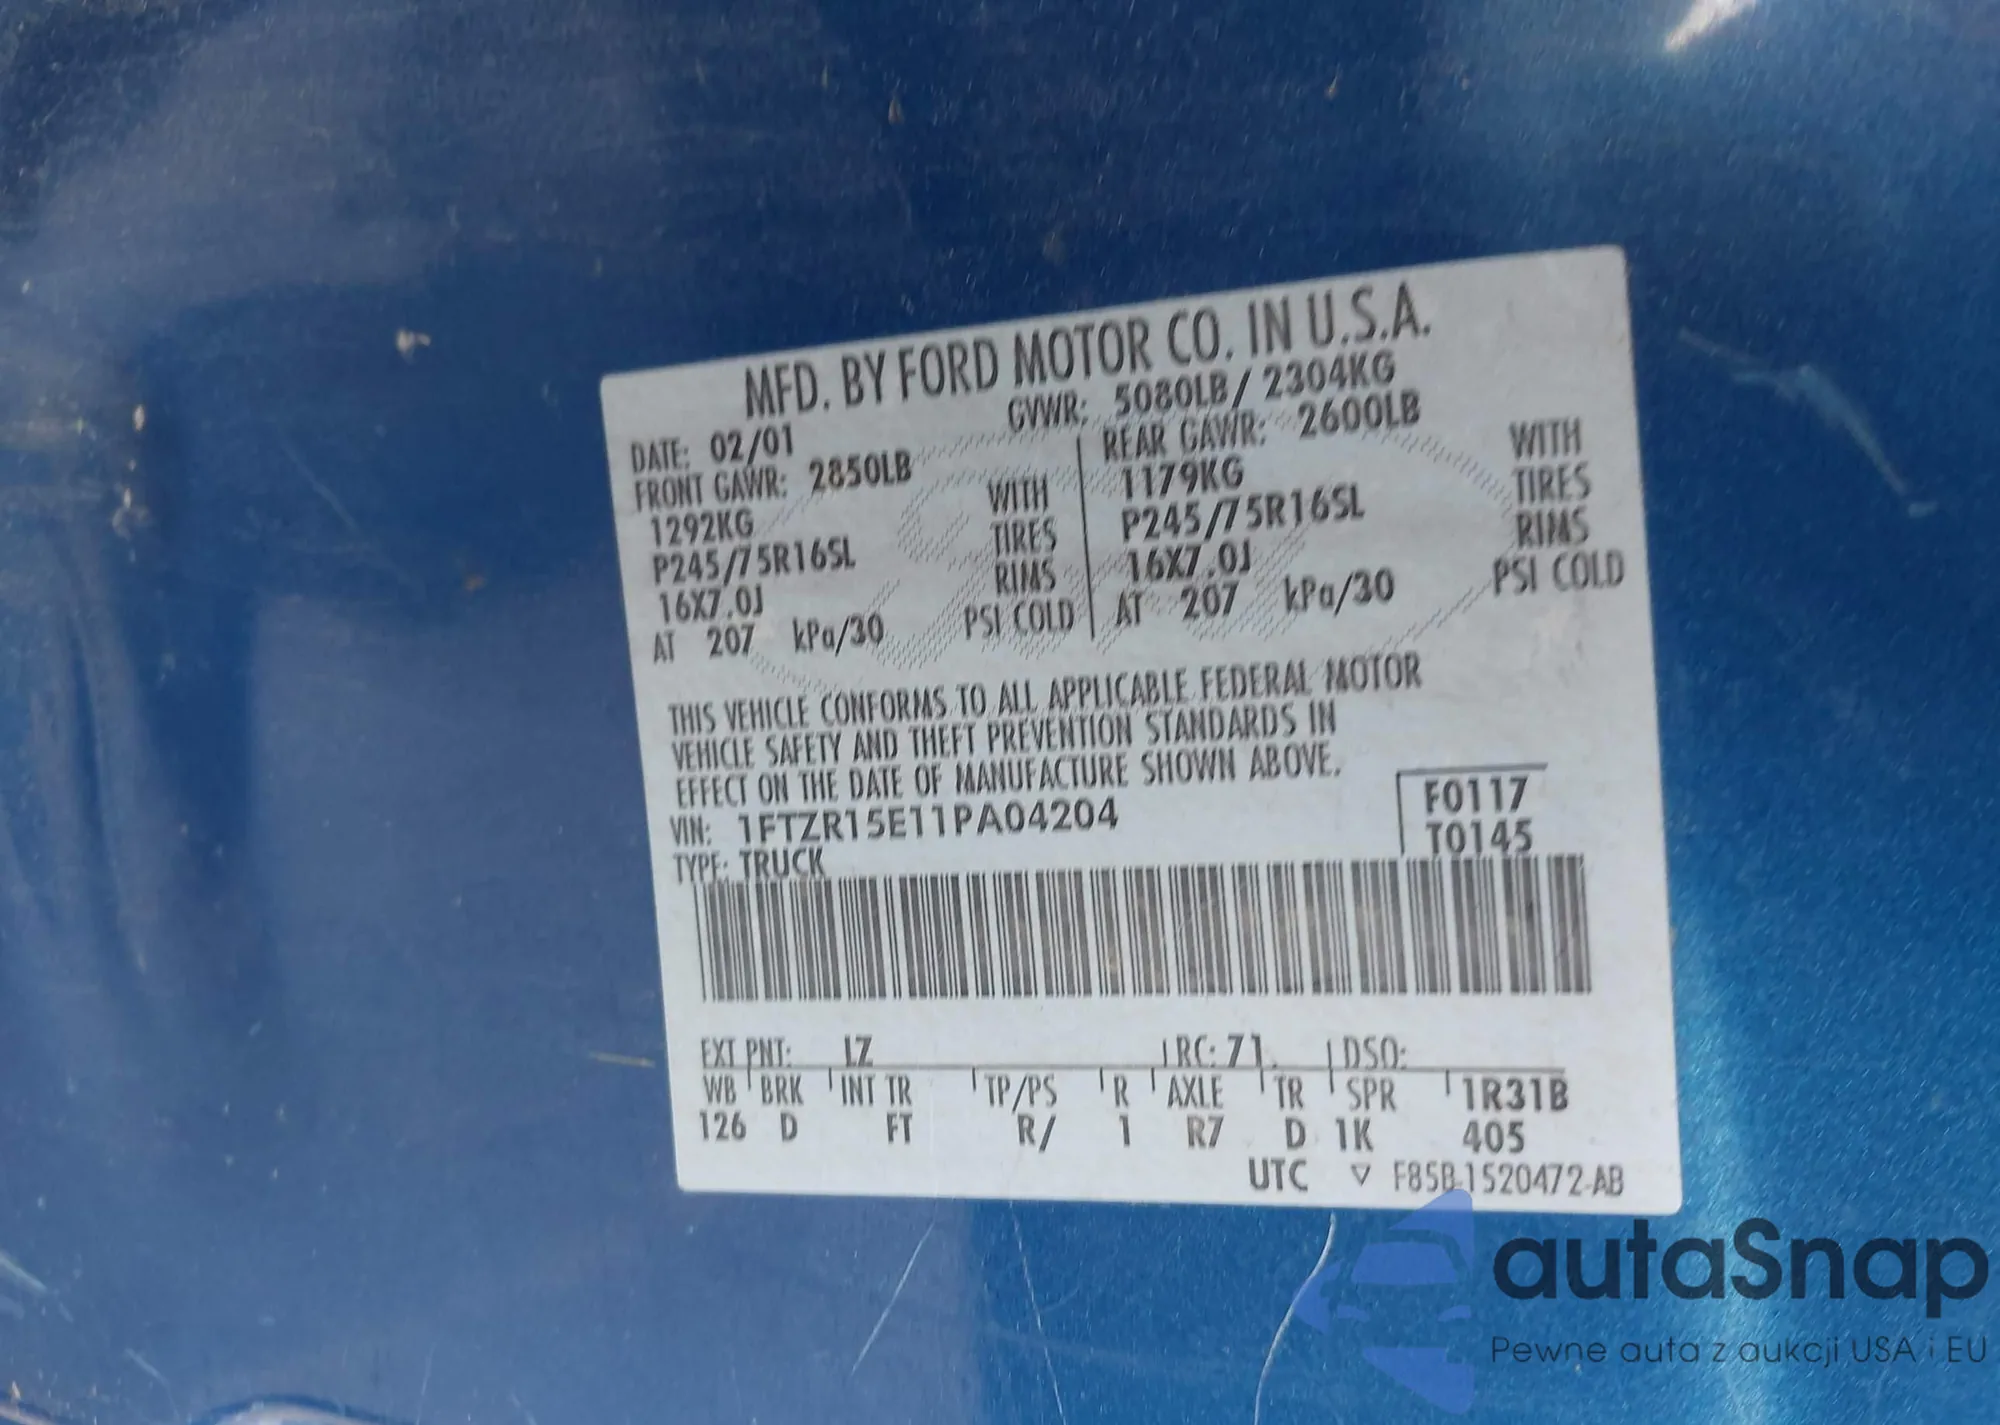 MFD. BY FORD MOTOR CO. IN U.S.A.
DATE: 02/01 GVWR: 5080LB/ 2304KG
FRONT GAWR: 2850LB REAR GAWR: 2600LB
1292KG WITH 1179KG WITH
P245/75R16SL TIRES P245/75R16SL TIRES
16X7.0J RIMS 16X7.0J RIMS
AT 207 kPa/30 PSI COLD AT 207 kPa/30 PSI COLD
THIS VEHICLE CONFORMS TO ALL APPLICABLE FEDERAL MOTOR
VEHICLE SAFETY AND THEFT PREVENTION STANDARDS IN
EFFECT ON THE DATE OF MANUFACTURE SHOWN ABOVE.
VIN: 1FTZR15E11PA04204 F0117
TYPE: TRUCK T0145
EXT PNT: LZ RC: 71 DSO:
WB BRK INT TR TP/PS R AXLE TR SPR 1R31B
126 D FT R/ 1 R7 D 1K 405
UTC ▽ F85B-1520472-AB
autaSnap
Pewne auta z aukcji USA i EU